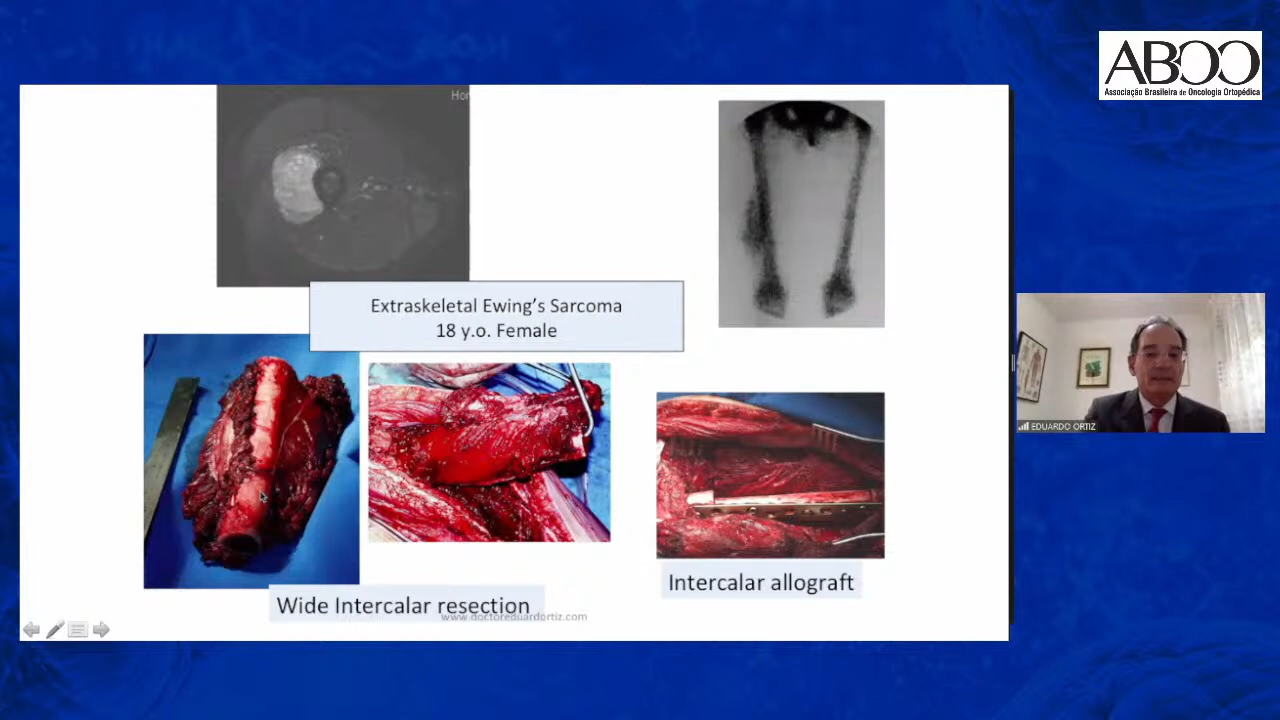 ABOO
Associação Brasileira de Oncologia Ortopédica
Hor
Extraskeletal Ewing's Sarcoma
18 y.o. Female
EDUARDO ORTIZ
Intercalar allograft
Wide Intercalar resection
www.doctoreduardortiz.com